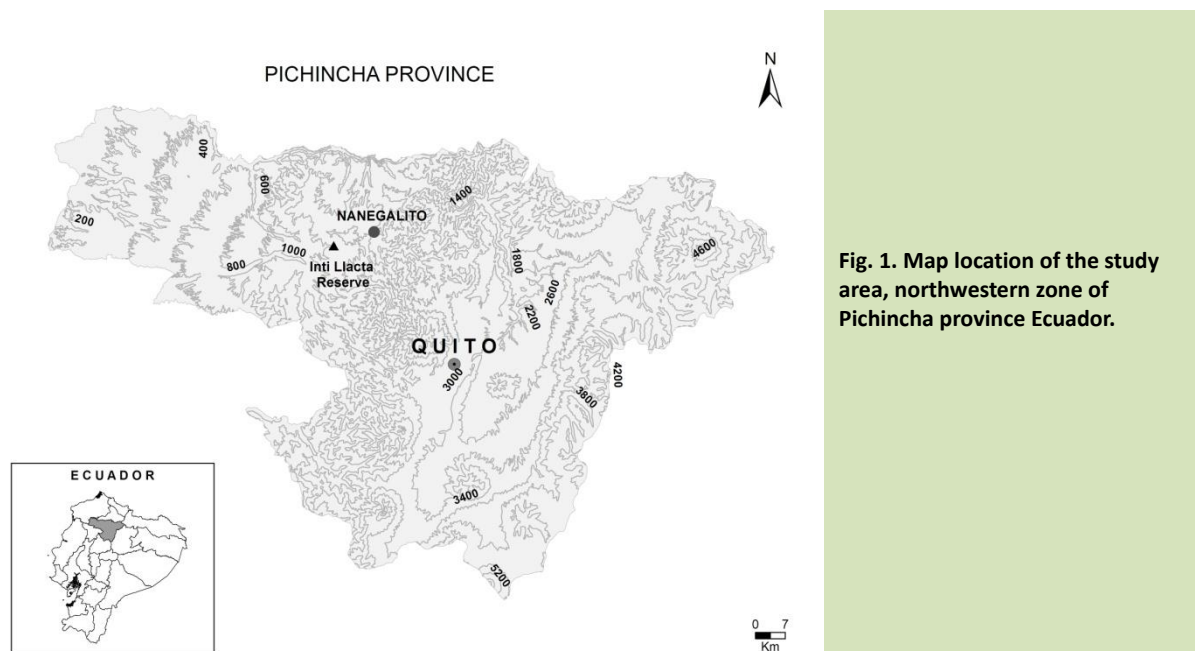 PICHINCHA PROVINCE
N
400
600
1400
200
NANEGALITO
1000
800
Inti Llacta
Reserve
1800
4600
2600
2200
QUITO
3000
4200
3800
3400
5200
ECUADOR
0 7
Km
Fig. 1. Map location of the study
area, northwestern zone of
Pichincha province Ecuador.